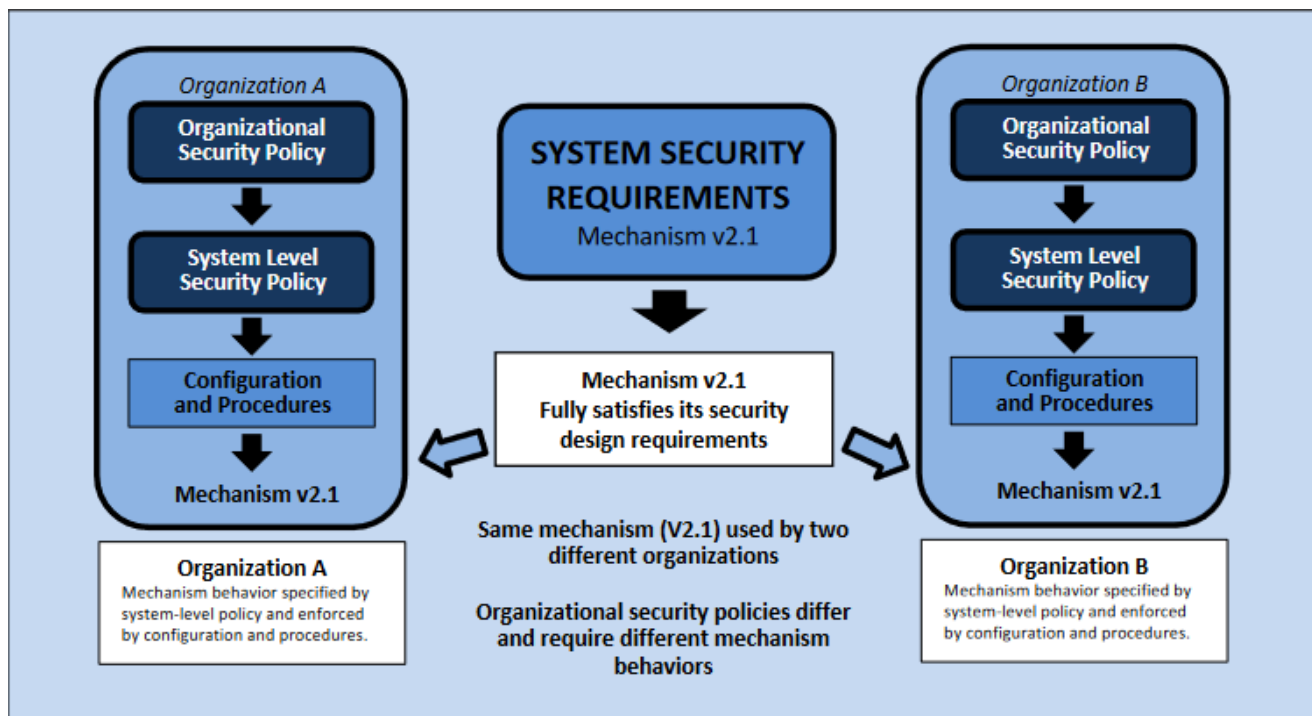 Organization A
Organizational
Security Policy
System Level
Security Policy
Configuration
and Procedures
Mechanism v2.1
Organization A
Mechanism behavior specified by
system-level policy and enforced
by configuration and procedures.
SYSTEM SECURITY
REQUIREMENTS
Mechanism v2.1
Mechanism v2.1
Fully satisfies its security
design requirements
Same mechanism (V2.1) used by two
different organizations
Organizational security policies differ
and require different mechanism
behaviors
Organization B
Organizational
Security Policy
System Level
Security Policy
Configuration
and Procedures
Mechanism v2.1
Organization B
Mechanism behavior specified by
system-level policy and enforced
by configuration and procedures.